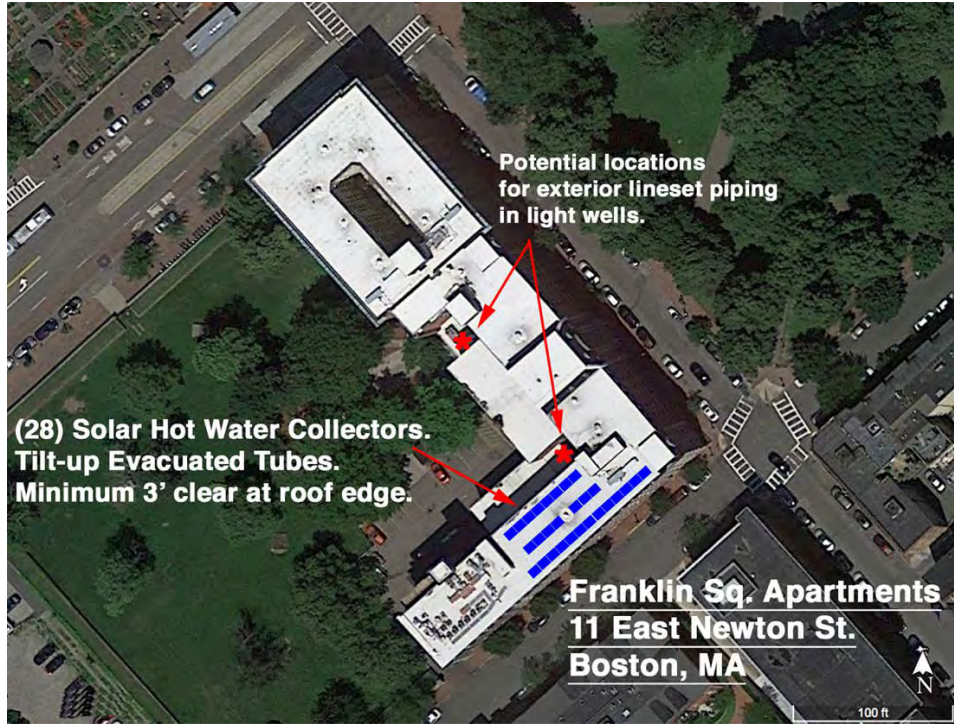 Potential locations
for exterior lineset piping
in light wells.
(28) Solar Hot Water Collectors.
Tilt-up Evacuated Tubes.
Minimum 3’ clear at roof edge.
Franklin Sq. Apartments
11 East Newton St.
Boston, MA
N
100 ft